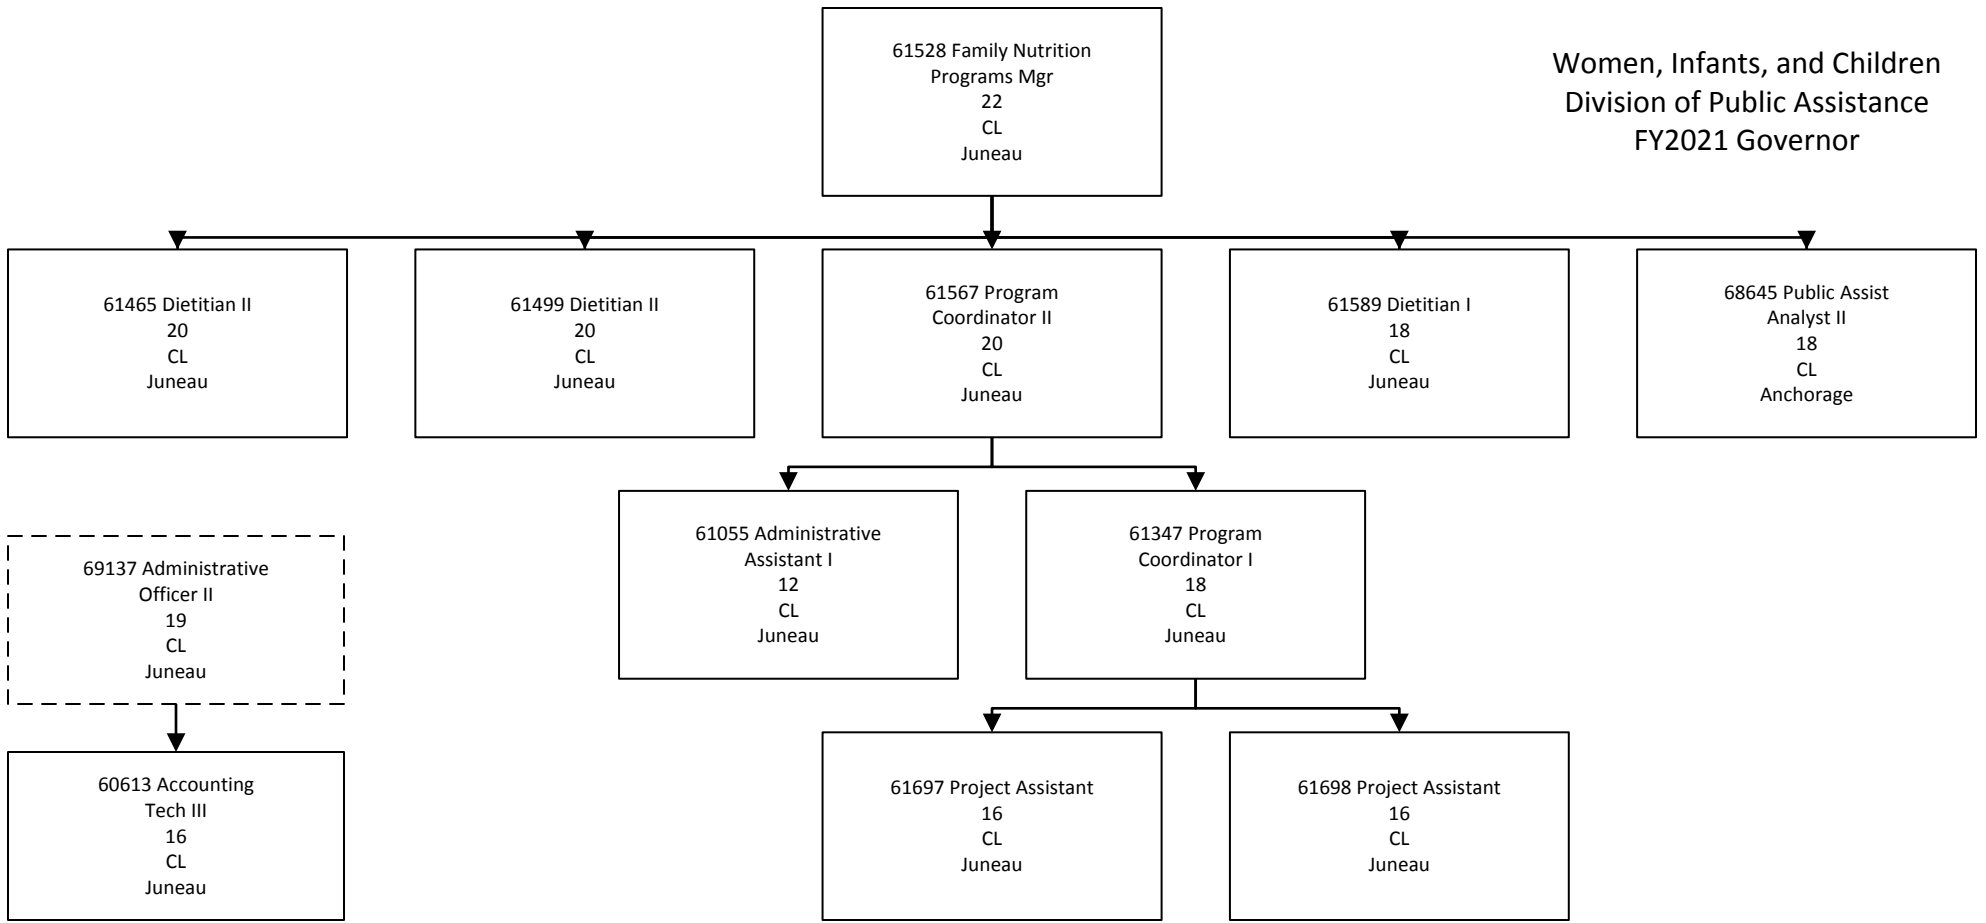 61528 Family Nutrition
Programs Mgr
22
CL
Juneau
Women, Infants, and Children
Division of Public Assistance
FY2021 Governor
61465 Dietitian II
20
CL
Juneau
61499 Dietitian II
20
CL
Juneau
61567 Program
Coordinator II
20
CL
Juneau
61589 Dietitian I
18
CL
Juneau
68645 Public Assist
Analyst II
18
CL
Anchorage
61055 Administrative
Assistant I
12
CL
Juneau
61347 Program
Coordinator I
18
CL
Juneau
69137 Administrative
Officer II
19
CL
Juneau
60613 Accounting
Tech III
16
CL
Juneau
61697 Project Assistant
16
CL
Juneau
61698 Project Assistant
16
CL
Juneau